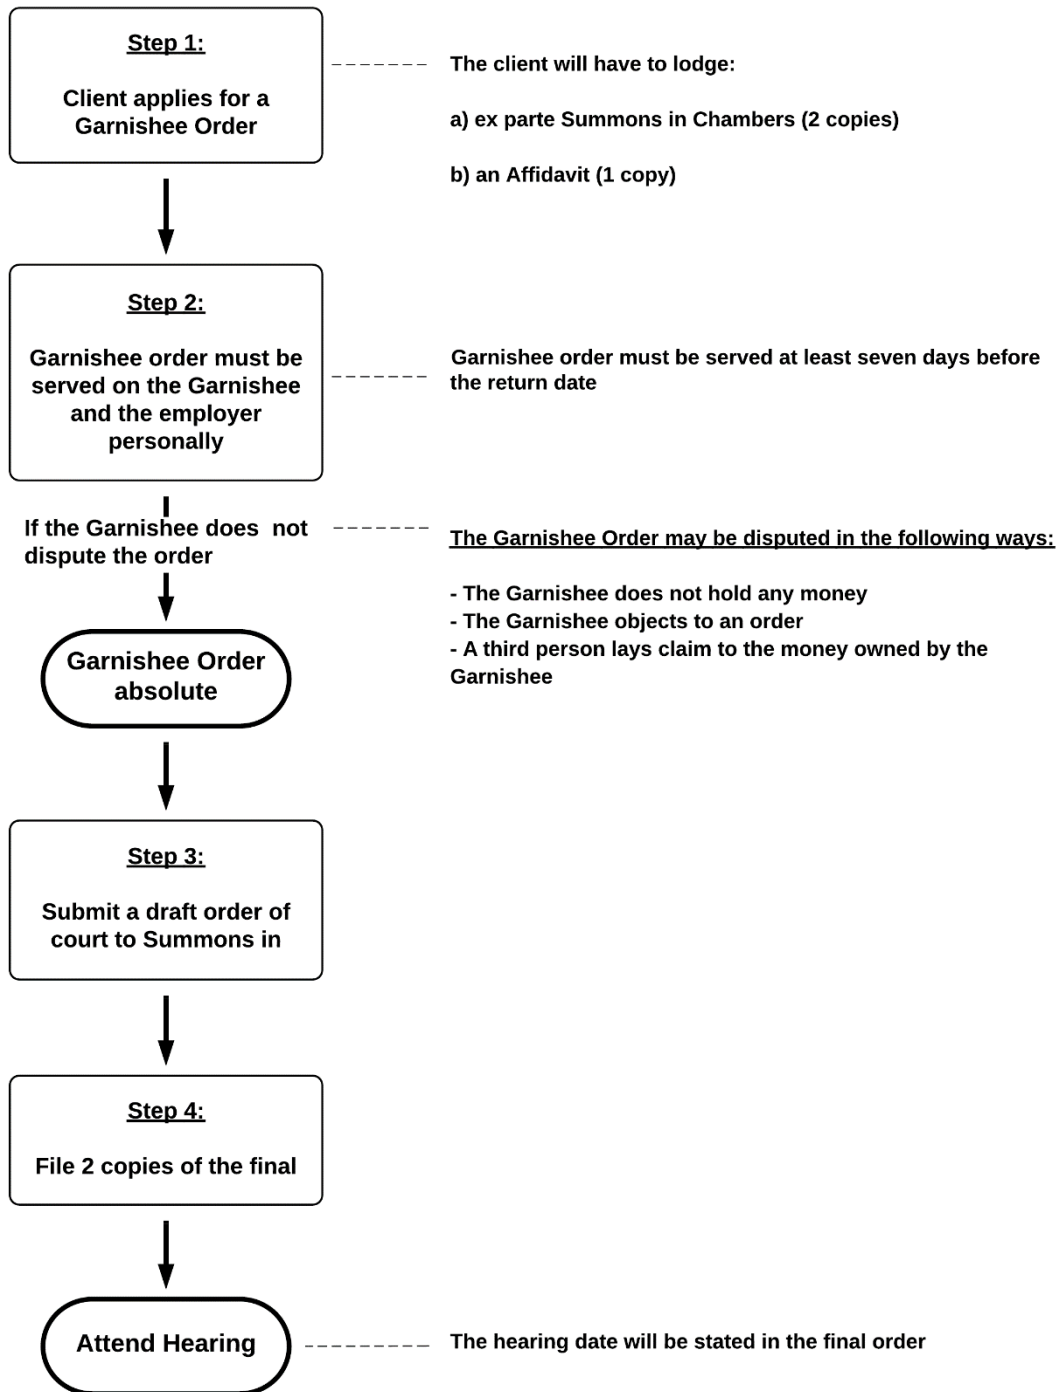 Step 1:
Client applies for a
Garnishee Order
The client will have to lodge:
a) ex parte Summons in Chambers (2 copies)
b) an Affidavit (1 copy)
Step 2:
Garnishee order must be
served on the Garnishee
and the employer
personally
Garnishee order must be served at least seven days before
the return date
If the Garnishee does not
dispute the order
The Garnishee Order may be disputed in the following ways:
- The Garnishee does not hold any money
- The Garnishee objects to an order
- A third person lays claim to the money owned by the
Garnishee
Garnishee Order
absolute
Step 3:
Submit a draft order of
court to Summons in
Step 4:
File 2 copies of the final
Attend Hearing
The hearing date will be stated in the final order